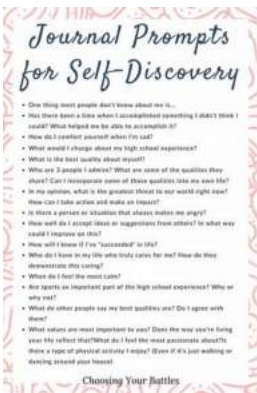 Journal Prompts
for Self-Discovery
• One thing most people don't know about me is...
• Has there been a time when I accomplished something I didn't think I
could? What helped me be able to accomplish it?
• How do I comfort yourself when I'm sad?
• What would I change about my high school experience?
• What is the best quality about myself?
• Who are 3 people I admire? What are some of the qualities they
share? Can I incorporate some of these qualities into my own life?
• In my opinion, what is the greatest threat to our world right now?
How can I take action and make an impact?
• Is there a person or situation that always makes me angry?
• How well do I accept ideas or suggestions from others? In what way
could I improve on this?
• How will I know if I've "succeeded" in life?
• Who do I have in my life who truly cares for me? How do they
demonstrate this caring?
• When do I feel the most calm?
• Are sports an important part of the high school experience? Why or
why not?
• What do other people say my best qualities are? Do I agree with
them?
• What values are most important to you? Does the way you're living
your life reflect that?What do I feel the most passionate about?Is
there a type of physical activity I enjoy? (Even if it's just walking or
dancing around your house)
Choosing Your Battles